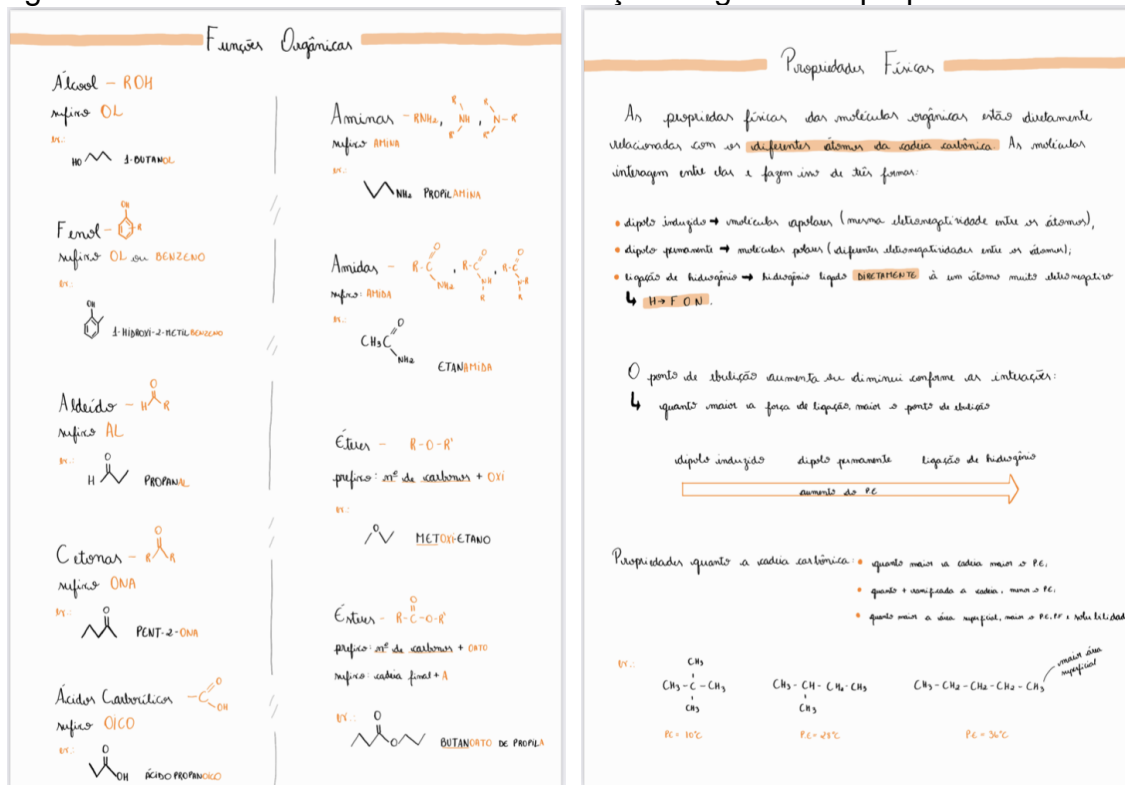 Funções Orgânicas
Álcool - ROH
sufixo OL
ex.:
HO 1-BUTANOL
Fenol - OH R
sufixo OL ou BENZENO
ex.:
OH
1-HIDROXI-2-METILBENZENO
Aldeído - H O R
sufixo AL
ex.:
H O PROPANAL
Cetonas - R O R
sufixo ONA
ex.:
O PENT-2-ONA
Ácidos Carboxílicos - C O OH
sufixo OICO
ex.:
O OH ÁCIDO PROPANOICO
Aminas - RNH2, R NH R', R N-R R'
sufixo AMINA
ex.:
NH2 PROPILAMINA
Amidas - R-C O NH2, R-C O NH R, R-C O N-R R
sufixo: AMIDA
ex.:
CH3C O NH2
ETANAMIDA
Éteres - R-O-R'
prefixo: nº de carbonos + OXI
ex.:
O METOXI-ETANO
Ésteres - R-C-O-R' O
prefixo: nº de carbonos + OATO
sufixo: cadeia final + A
ex.:
O O BUTANOATO DE PROPILA
Propriedades Físicas
As propriedas físicas das moléculas orgânicas estão diretamente
relacionadas com os diferentes átomos da cadeia carbônica. As moléculas
interagem entre elas e fazem isso de três formas:
• dipolo induzido → moléculas apolares (mesma eletronegatividade entre os átomos),
• dipolo permanente → moléculas polares (diferentes eletronegatividades entre os átomos);
• ligação de hidrogênio → hidrogênio ligado DIRETAMENTE à um átomo muito eletronegativo
↳ H→ F O N.
O ponto de ebulição aumenta ou diminui conforme as interações:
↳ quanto maior a força de ligação, maior o ponto de ebulição
dipolo induzido dipolo permanente ligação de hidrogênio
aumento do P.E
Propriedades quanto a cadeia carbônica: • quanto maior a cadeia maior o P.E,
• quanto + ramificada a cadeia, menor o P.E,
• quanto maior a área superficial, maior o P.E, P.F e solubilidad
ex.:
CH3
CH3-C-CH3
CH3
P.E = 10°C
CH3-CH-CH2-CH3
CH3
P.E = 28°C
CH3-CH2-CH2-CH2-CH3
maior área
superficial
P.E = 36°C